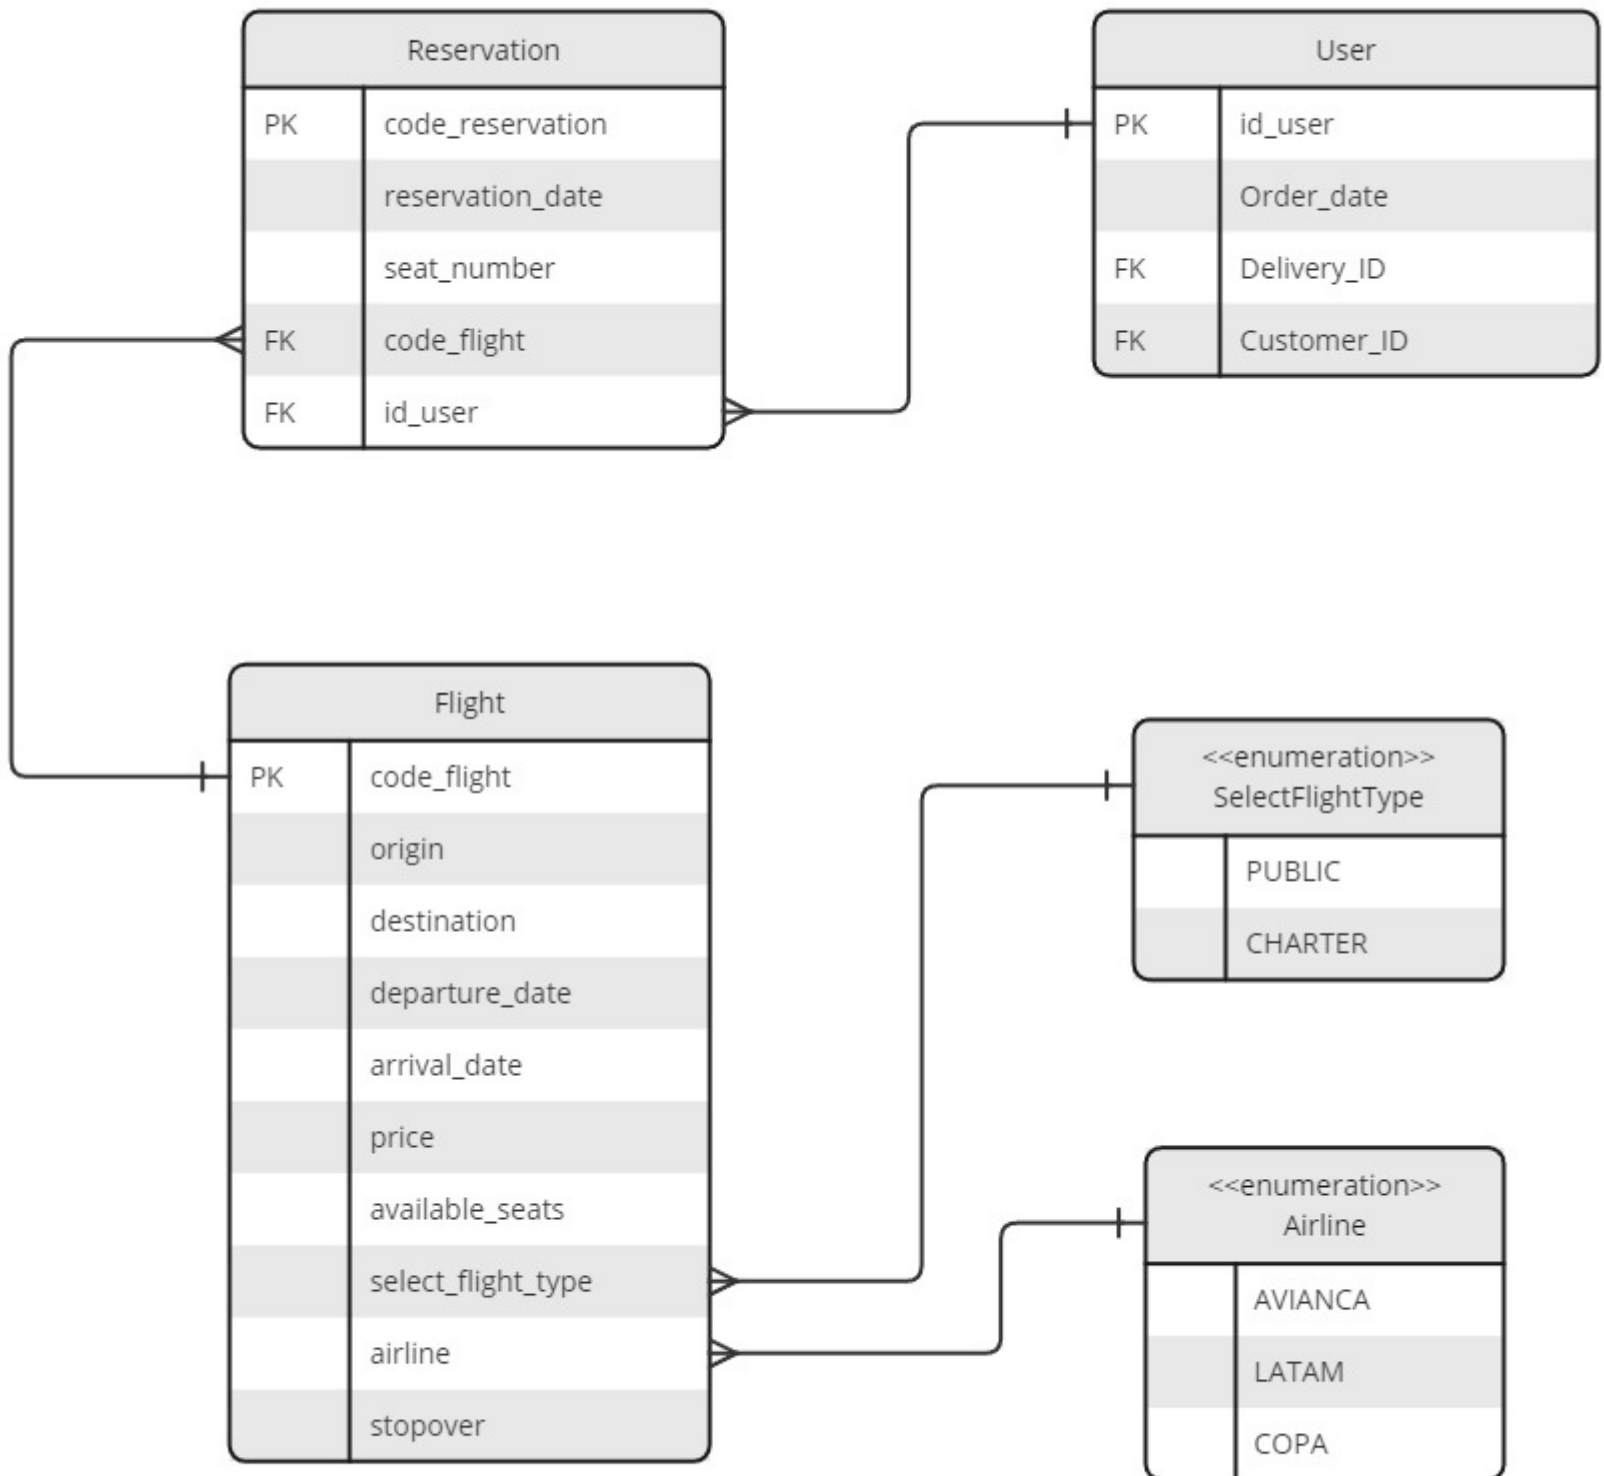 Reservation
PK code_reservation
reservation_date
seat_number
FK code_flight
FK id_user
User
PK id_user
Order_date
FK Delivery_ID
FK Customer_ID
Flight
PK code_flight
origin
destination
departure_date
arrival_date
price
available_seats
select_flight_type
airline
stopover
<<enumeration>>
SelectFlightType
PUBLIC
CHARTER
<<enumeration>>
Airline
AVIANCA
LATAM
COPA